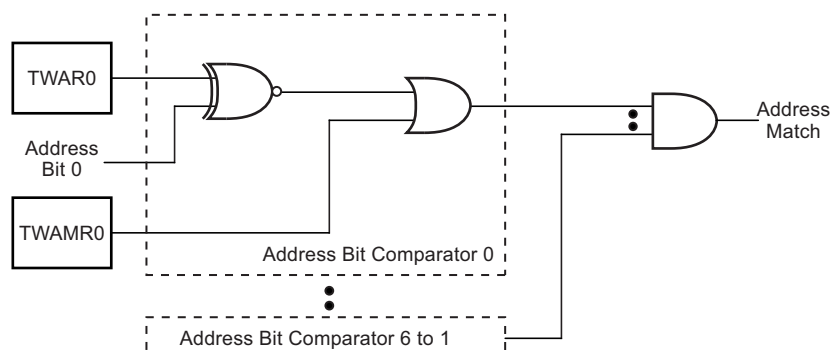 TWAR0
Address
Bit 0
TWAMR0
Address Bit Comparator 0
Address Bit Comparator 6 to 1
Address
Match